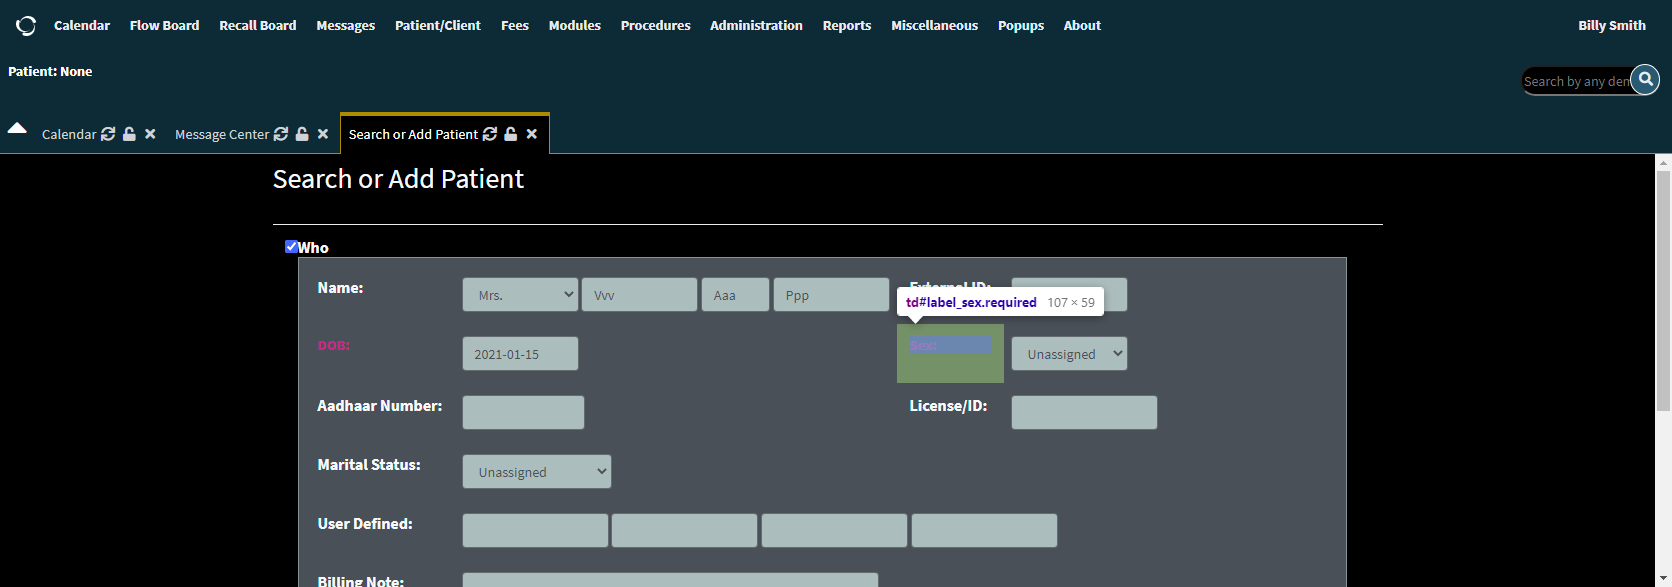 Calendar Flow Board Recall Board Messages Patient/Client Fees Modules Procedures Administration Reports Miscellaneous Popups About Billy Smith
Patient: None
Search by any den
Calendar Message Center Search or Add Patient
Search or Add Patient
Who
Name: Mrs. Vvv Aaa Ppp External ID:
td#label_sex.required 107 × 59
DOB: 2021-01-15 Sex: Unassigned
Aadhaar Number: License/ID:
Marital Status: Unassigned
User Defined:
Billing Note: